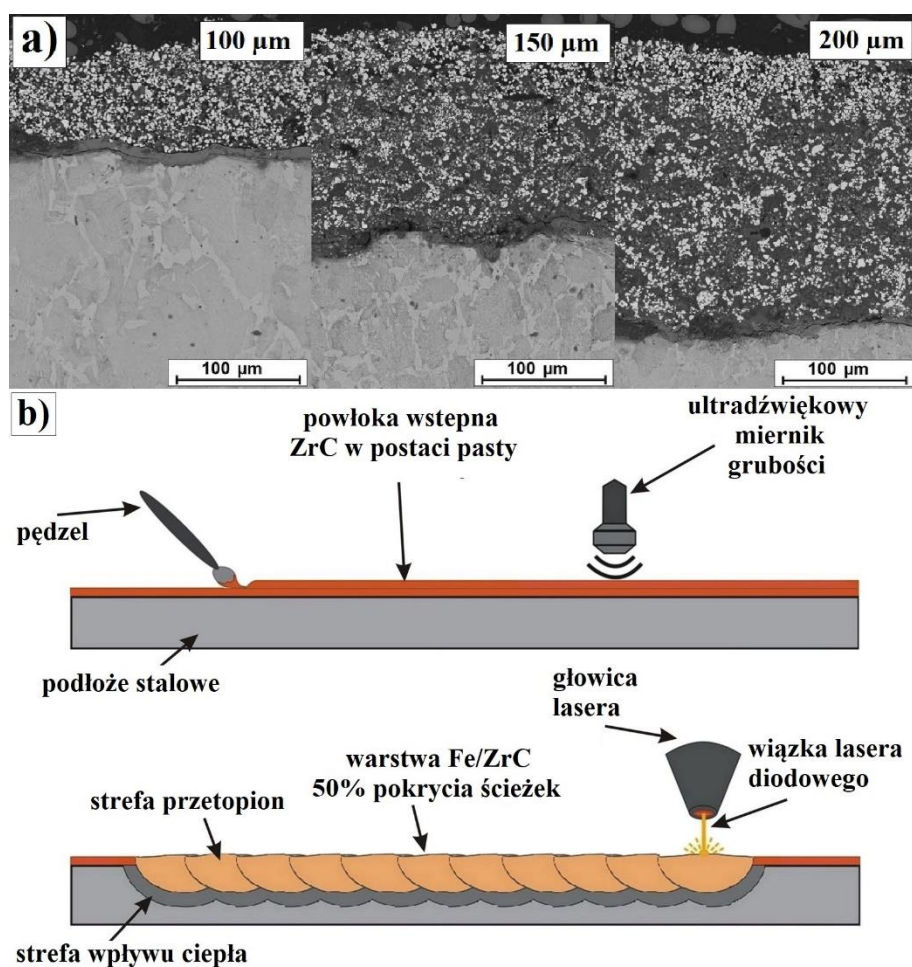 a)
100 µm
150 µm
200 µm
100 µm
100 µm
100 µm
b)
powłoka wstepna
ZrC w postaci pasty
ultradźwiękowy
miernik
grubości
pędzel
podłoże stalowe
głowica
lasera
wiązka lasera
diodowego
warstwa Fe/ZrC
50% pokrycia ścieżek
strefa przetopion
strefa wpływu ciepła